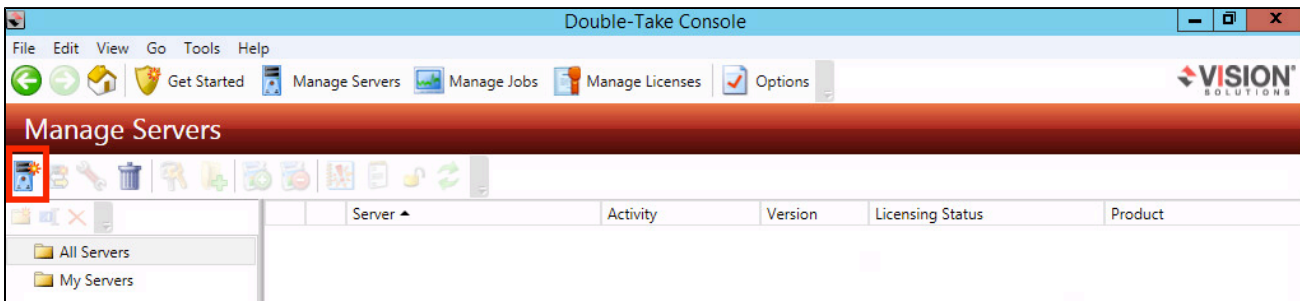 Double-Take Console
File Edit View Go Tools Help
Get Started Manage Servers Manage Jobs Manage Licenses Options
VISION
SOLUTIONS
Manage Servers
Server Activity Version Licensing Status Product
All Servers
My Servers